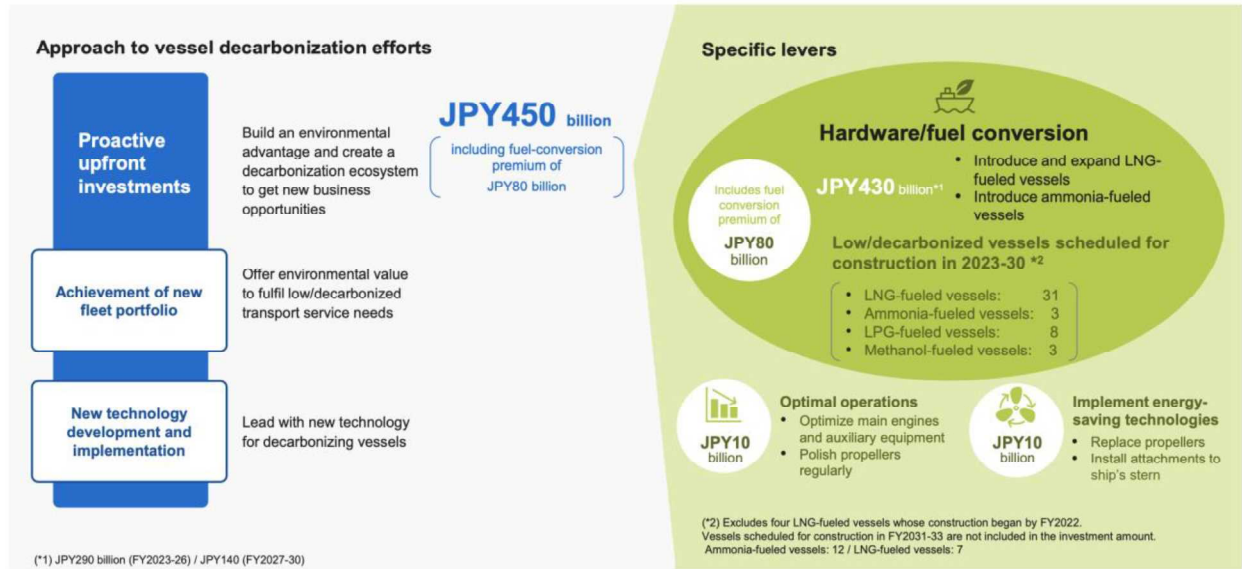 Approach to vessel decarbonization efforts
Proactive
upfront
investments
Build an environmental
advantage and create a
decarbonization ecosystem
to get new business
opportunities
JPY450 billion
including fuel-conversion
premium of
JPY80 billion
Achievement of new
fleet portfolio
Offer environmental value
to fulfil low/decarbonized
transport service needs
New technology
development and
implementation
Lead with new technology
for decarbonizing vessels
(*1) JPY290 billion (FY2023-26) / JPY140 (FY2027-30)
Specific levers
Hardware/fuel conversion
Includes fuel
conversion
premium of
JPY80
billion
JPY430 billion*1
• Introduce and expand LNG-
fueled vessels
• Introduce ammonia-fueled
vessels
Low/decarbonized vessels scheduled for
construction in 2023-30 *2
• LNG-fueled vessels: 31
• Ammonia-fueled vessels: 3
• LPG-fueled vessels: 8
• Methanol-fueled vessels: 3
JPY10
billion
Optimal operations
• Optimize main engines
and auxiliary equipment
• Polish propellers
regularly
JPY10
billion
Implement energy-
saving technologies
• Replace propellers
• Install attachments to
ship's stern
(*2) Excludes four LNG-fueled vessels whose construction began by FY2022.
Vessels scheduled for construction in FY2031-33 are not included in the investment amount.
Ammonia-fueled vessels: 12 / LNG-fueled vessels: 7